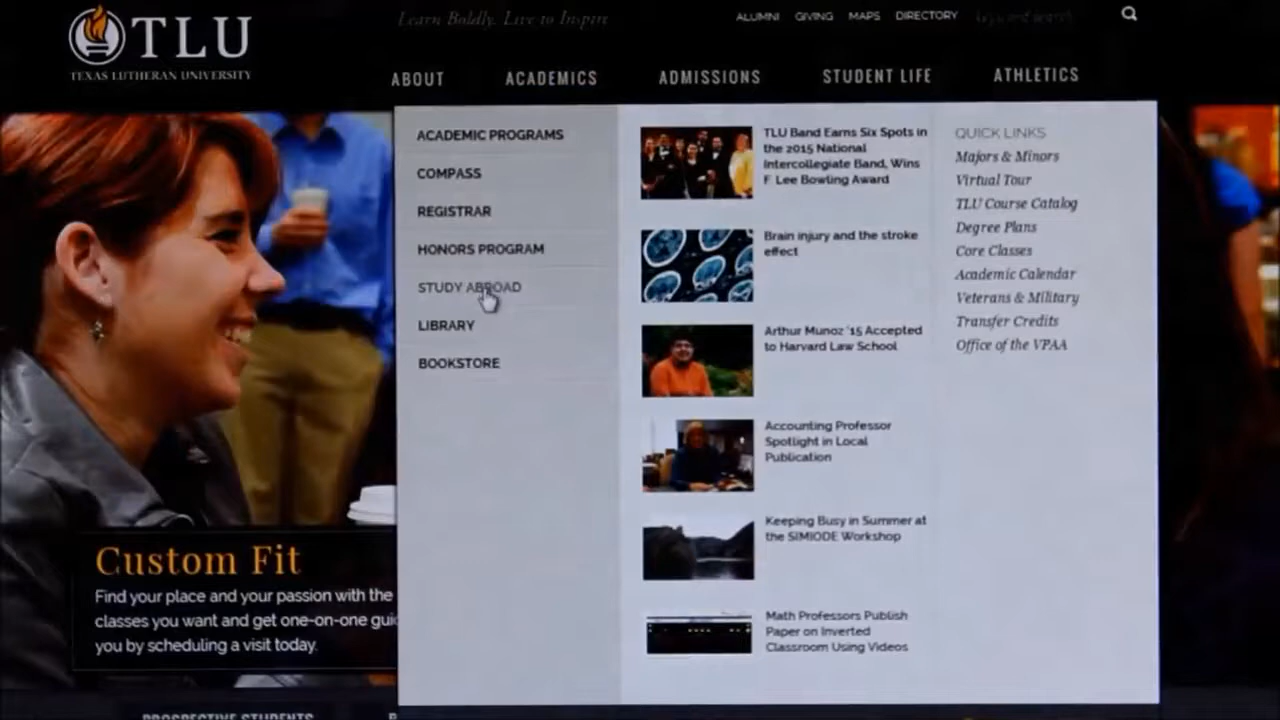 TLU
TEXAS LUTHERAN UNIVERSITY
Learn Boldly. Live to Inspire
ALUMNI GIVING MAPS DIRECTORY
ABOUT ACADEMICS ADMISSIONS STUDENT LIFE ATHLETICS
ACADEMIC PROGRAMS
COMPASS
REGISTRAR
HONORS PROGRAM
STUDY ABROAD
LIBRARY
BOOKSTORE
TLU Band Earns Six Spots in
the 2015 National
Intercollegiate Band, Wins
F. Lee Bowling Award
Brain injury and the stroke
effect
Arthur Munoz '15 Accepted
to Harvard Law School
Accounting Professor
Spotlight in Local
Publication
Keeping Busy in Summer at
the SIMIODE Workshop
Math Professors Publish
Paper on Inverted
Classroom Using Videos
QUICK LINKS
Majors & Minors
Virtual Tour
TLU Course Catalog
Degree Plans
Core Classes
Academic Calendar
Veterans & Military
Transfer Credits
Office of the VPAA
Custom Fit
Find your place and your passion with the
classes you want and get one-on-one gui
you by scheduling a visit today.
PROSPECTIVE STUDENTS